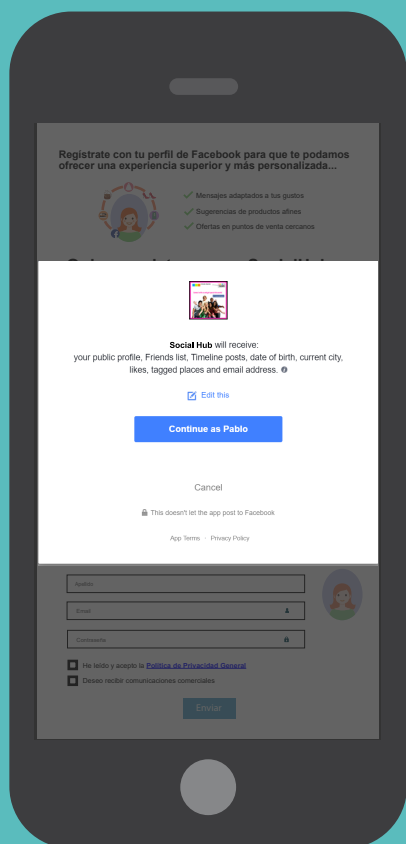 Regístrate con tu perfil de Facebook para que te podamos
ofrecer una experiencia superior y más personalizada...
Mensajes adaptados a tus gustos
Sugerencias de productos afines
Ofertas en puntos de venta cercanos
Social Hub will receive:
your public profile, Friends list, Timeline posts, date of birth, current city,
likes, tagged places and email address.
Edit this
Continue as Pablo
Cancel
This doesn't let the app post to Facebook
App Terms · Privacy Policy
Apellido
Email
Contraseña
He leído y acepto la Política de Privacidad General
Deseo recibir comunicaciones comerciales
Enviar